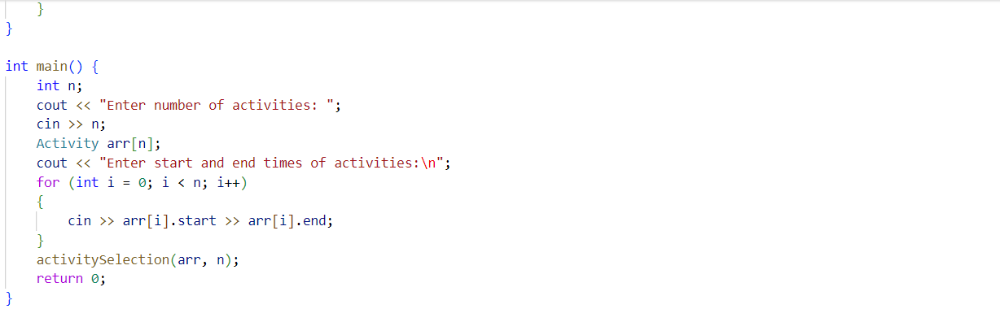 }
}

int main() {
    int n;
    cout << "Enter number of activities: ";
    cin >> n;
    Activity arr[n];
    cout << "Enter start and end times of activities:\n";
    for (int i = 0; i < n; i++)
    {
        cin >> arr[i].start >> arr[i].end;
    }
    activitySelection(arr, n);
    return 0;
}